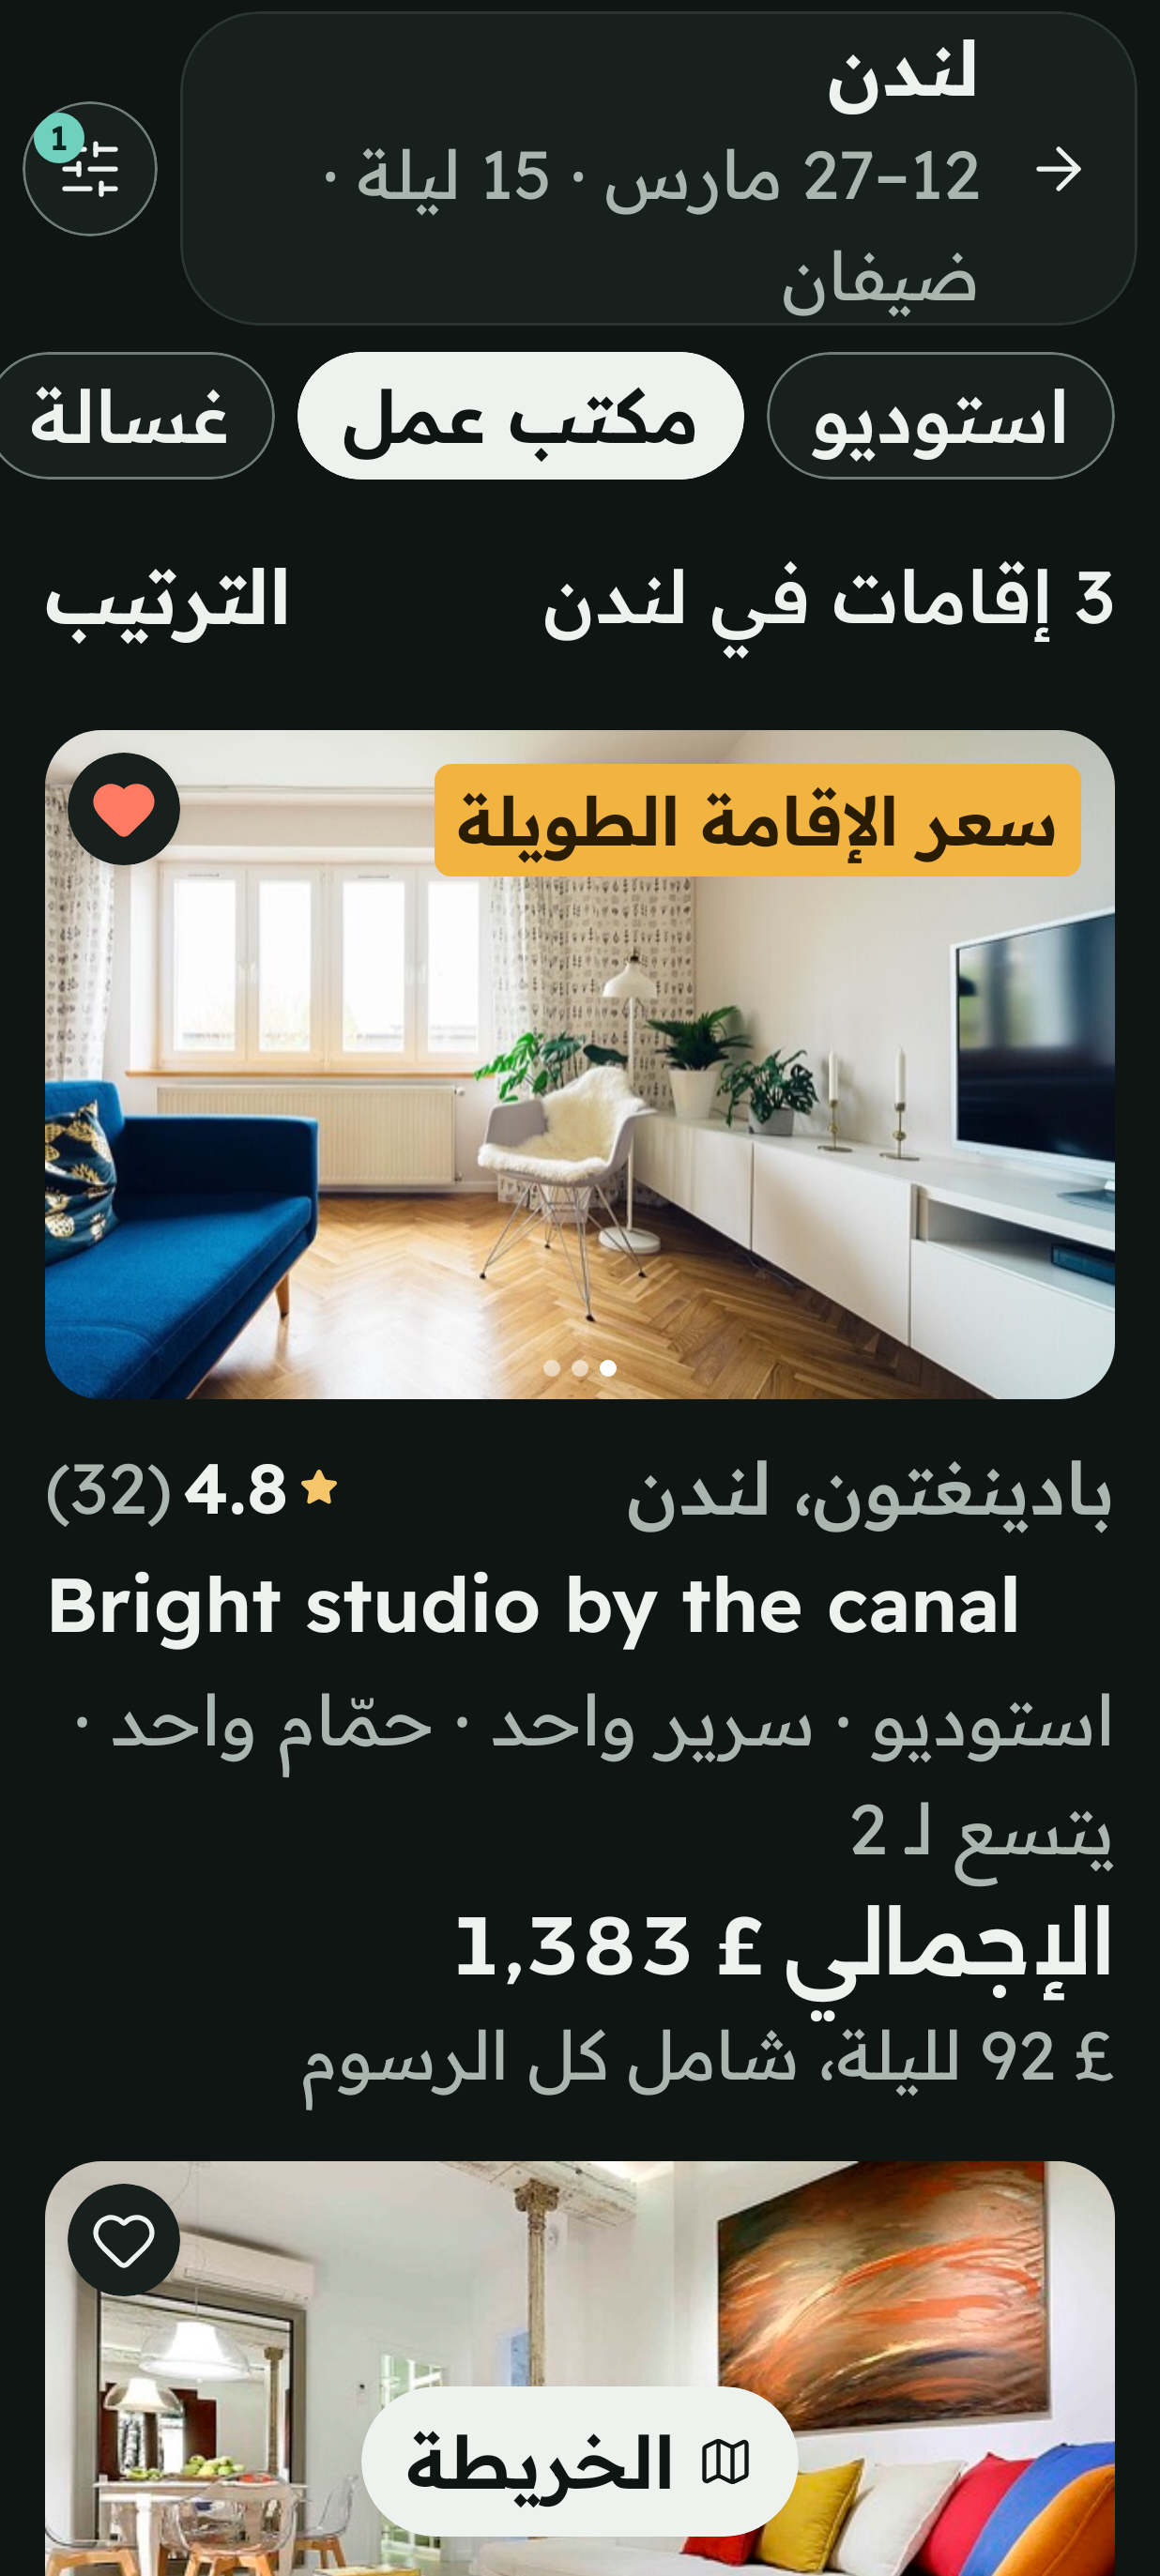 لندن
12–27 مارس · 15 ليلة ·
ضيفان
1
استوديو
مكتب عمل
غسالة
3 إقامات في لندن
الترتيب
سعر الإقامة الطويلة
بادينغتون، لندن
4.8 (32)
Bright studio by the canal
استوديو · سرير واحد · حمّام واحد ·
يتسع لـ 2
الإجمالي £ 1,383
£ 92 لليلة، شامل كل الرسوم
الخريطة